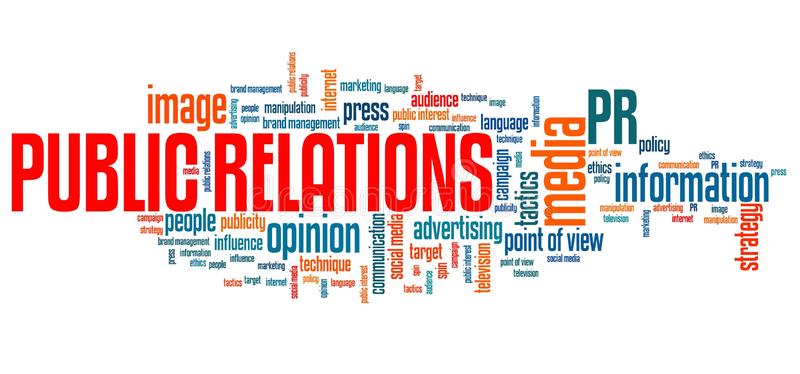 public relations
publicity
internet
brand management
marketing
language
target
image
advertising
people
opinion
manipulation
brand management
press
audience
audience
technique
image
public interest
influence
spin
communication
language
technique
information
PR
policy
PUBLIC RELATIONS
media
public relations
campaign
media
tactics
publicity
media
point of view
ethics
policy
communication
ethics
PR
strategy
information
press
manipulation
television
marketing
advertising
PR
internet
manipulation
strategy
campaign
strategy
people
publicity
opinion
communication
social media
advertising
point of view
brand management
influence
target
campaign
public interest
television
social media
press
information
ethics
people
influence
marketing
technique
public interest
spin
audience
point of view
television
tactics
target
internet
social media
policy
opinion
language
tactics